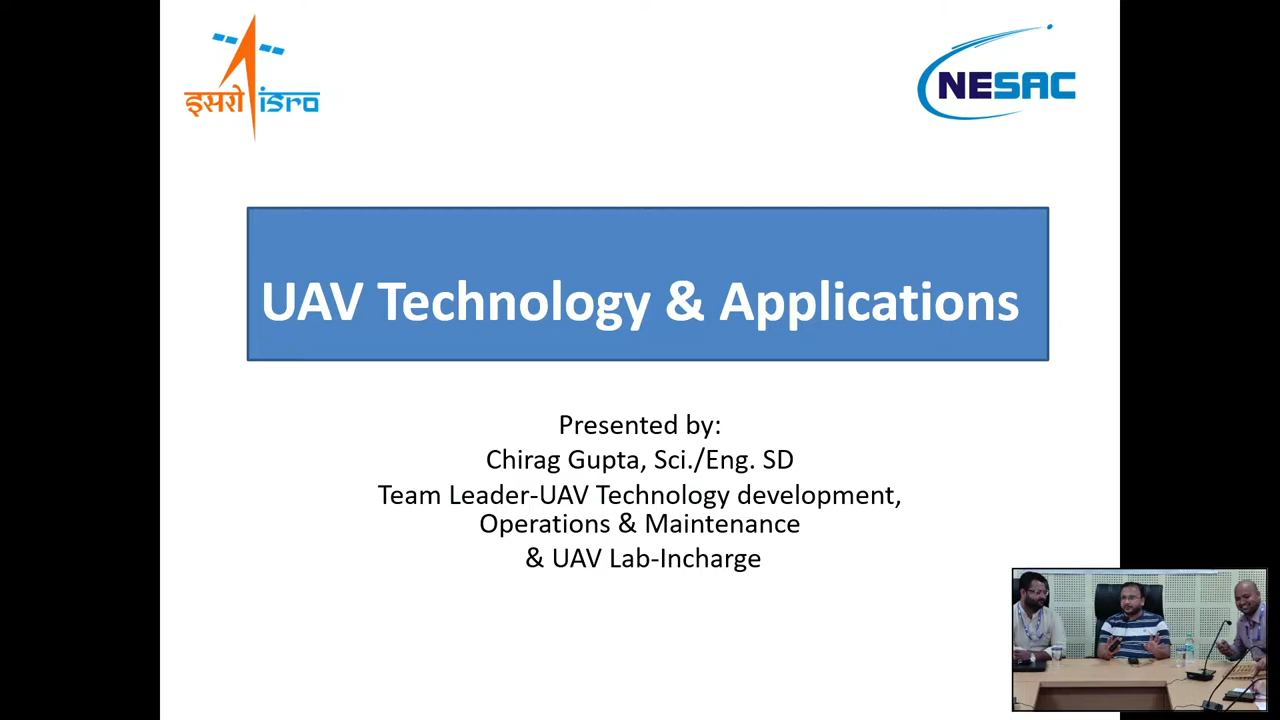 इसरो isro
NESAC
UAV Technology & Applications
Presented by:
Chirag Gupta, Sci./Eng. SD
Team Leader-UAV Technology development,
Operations & Maintenance
& UAV Lab-Incharge